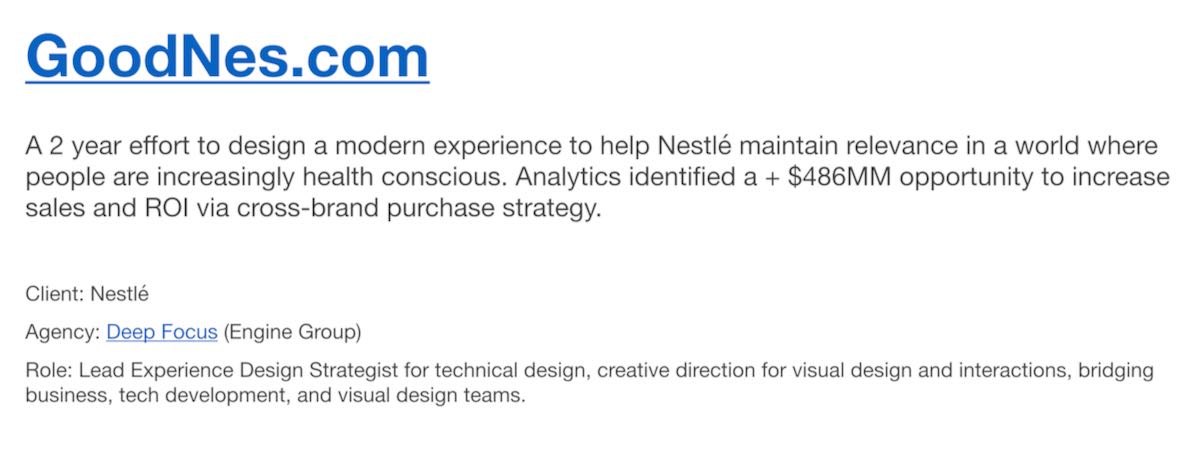 GoodNes.com
A 2 year effort to design a modern experience to help Nestlé maintain relevance in a world where
people are increasingly health conscious. Analytics identified a + $486MM opportunity to increase
sales and ROI via cross-brand purchase strategy.
Client: Nestlé
Agency: Deep Focus (Engine Group)
Role: Lead Experience Design Strategist for technical design, creative direction for visual design and interactions, bridging
business, tech development, and visual design teams.